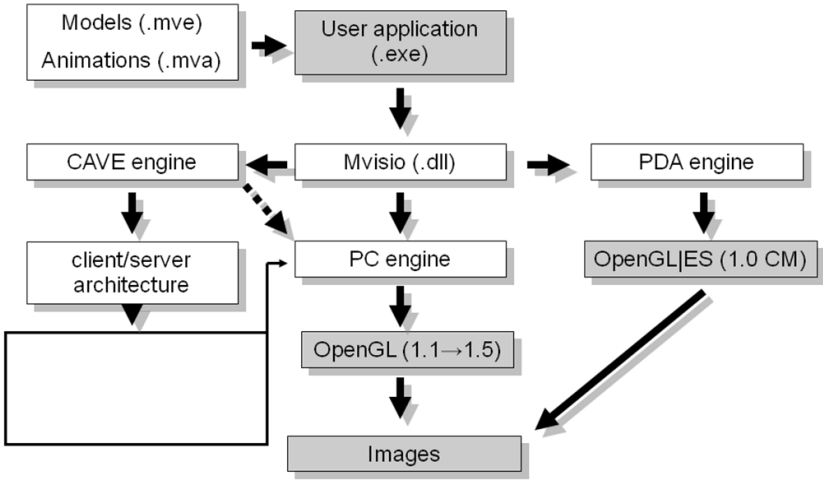 Models (.mve)
Animations (.mva)
User application
(.exe)
CAVE engine
Mvisio (.dll)
PDA engine
client/server
architecture
PC engine
OpenGL|ES (1.0 CM)
OpenGL (1.1→1.5)
Images